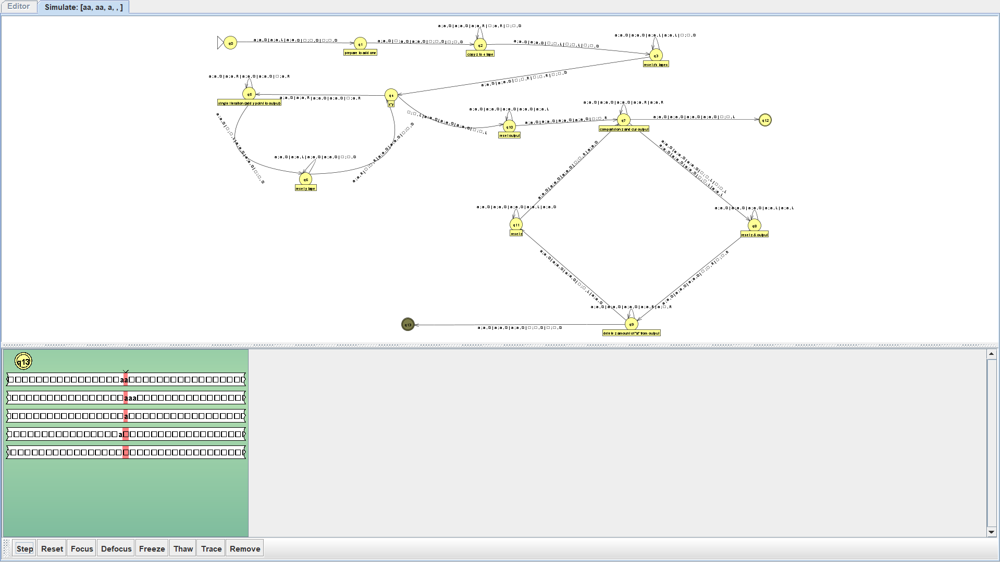 Editor
Simulate: [aa, aa, a, , ]
a;a,S|a;a,S|a;a,R|□;a,R|□;□,S
a;a,S|a;a,S|a;a,L|a;a,L|□;□,S
q0
a;a,S|a;a,L|a;a,S|□;□,S|□;□,S
q1
prepare to add one
a;a,S|□;a,S|a;a,S|□;□,S|□;□,S
q2
copy z to 4 tape
a;a,S|a;a,S|□;□,L|□;□,L|□;□,S
q3
reset z's tapes
a;a,S|a;a,S|□;□,R|□;□,R|□;□,S
a;a,S|a;a,R|a;a,S|a;a,S|□;a,R
q5
single iteration (add y point to output)
a;a,S|a;a,R|a;a,S|a;a,S|□;a,R
q4
x*y
□;□,L|a;a,S|a;a,S|a;a,S|□;□,L
a;a,S|a;a,S|a;a,S|a;a,S|a;a,L
q10
reset output
a;a,S|a;a,S|a;a,S|a;a,S|□;□,R
a;a,S|a;a,S|a;a,S|a;a,R|a;a,R
q7
comparision z and cur output
a;a,S|a;a,S|a;a,S|a;a,S|□;□,L
q12
a;a,S|□;□,L|a;a,S|a;a,S|□;□,S
a;a,S|a;a,L|a;a,S|a;a,S|□;□,S
q6
reset y tape
a;a,R|□;□,R|a;a,S|a;a,S|□;□,S
a;a,S|a;a,S|a;a,S|□;□,R|a;a,S
a;a,S|a;a,S|a;a,S|□;□,L|□;□,L
a;a,S|a;a,S|a;a,S|□;□,L|a;a,L
a;a,S|a;a,S|a;a,S|a;a,L|a;a,S
q11
reset z
a;a,S|a;a,S|a;a,S|a;a,L|a;a,L
q8
reset z & output
a;a,S|a;a,S|a;a,S|□;□,L|a;a,S
a;a,S|a;a,S|a;a,S|□;□,R|□;□,R
a;a,S|a;a,S|a;a,S|a;a,R|a;□,R
q9
delete z amount of "a" from output
a;a,S|a;a,S|a;a,S|□;□,S|□;□,S
q13
q13
aa
aaa
a
a
Step
Reset
Focus
Defocus
Freeze
Thaw
Trace
Remove